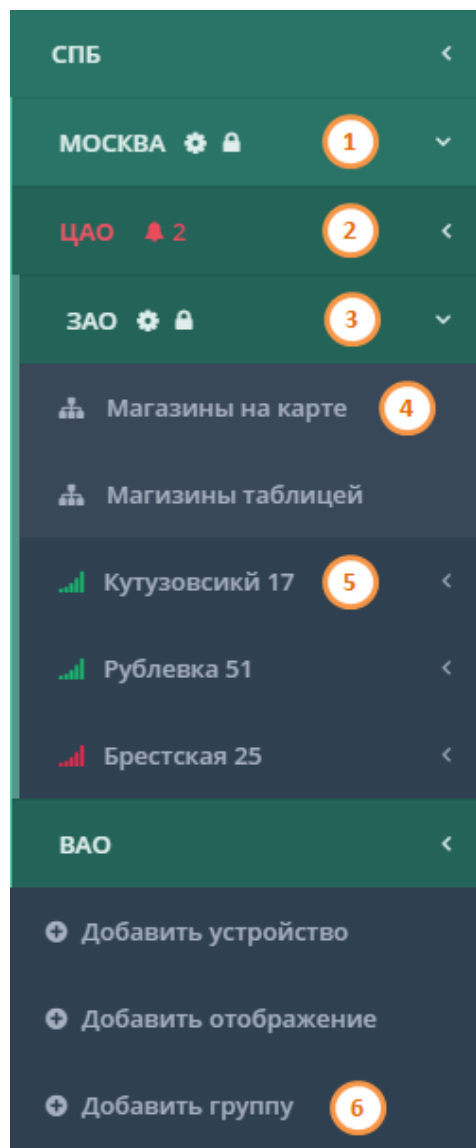 СПБ
МОСКВА 1
ЦАО 2 2
ЗАО 3
Магазины на карте 4
Магизины таблицей
Кутузовсикй 17 5
Рублевка 51
Брестская 25
ВАО
Добавить устройство
Добавить отображение
Добавить группу 6